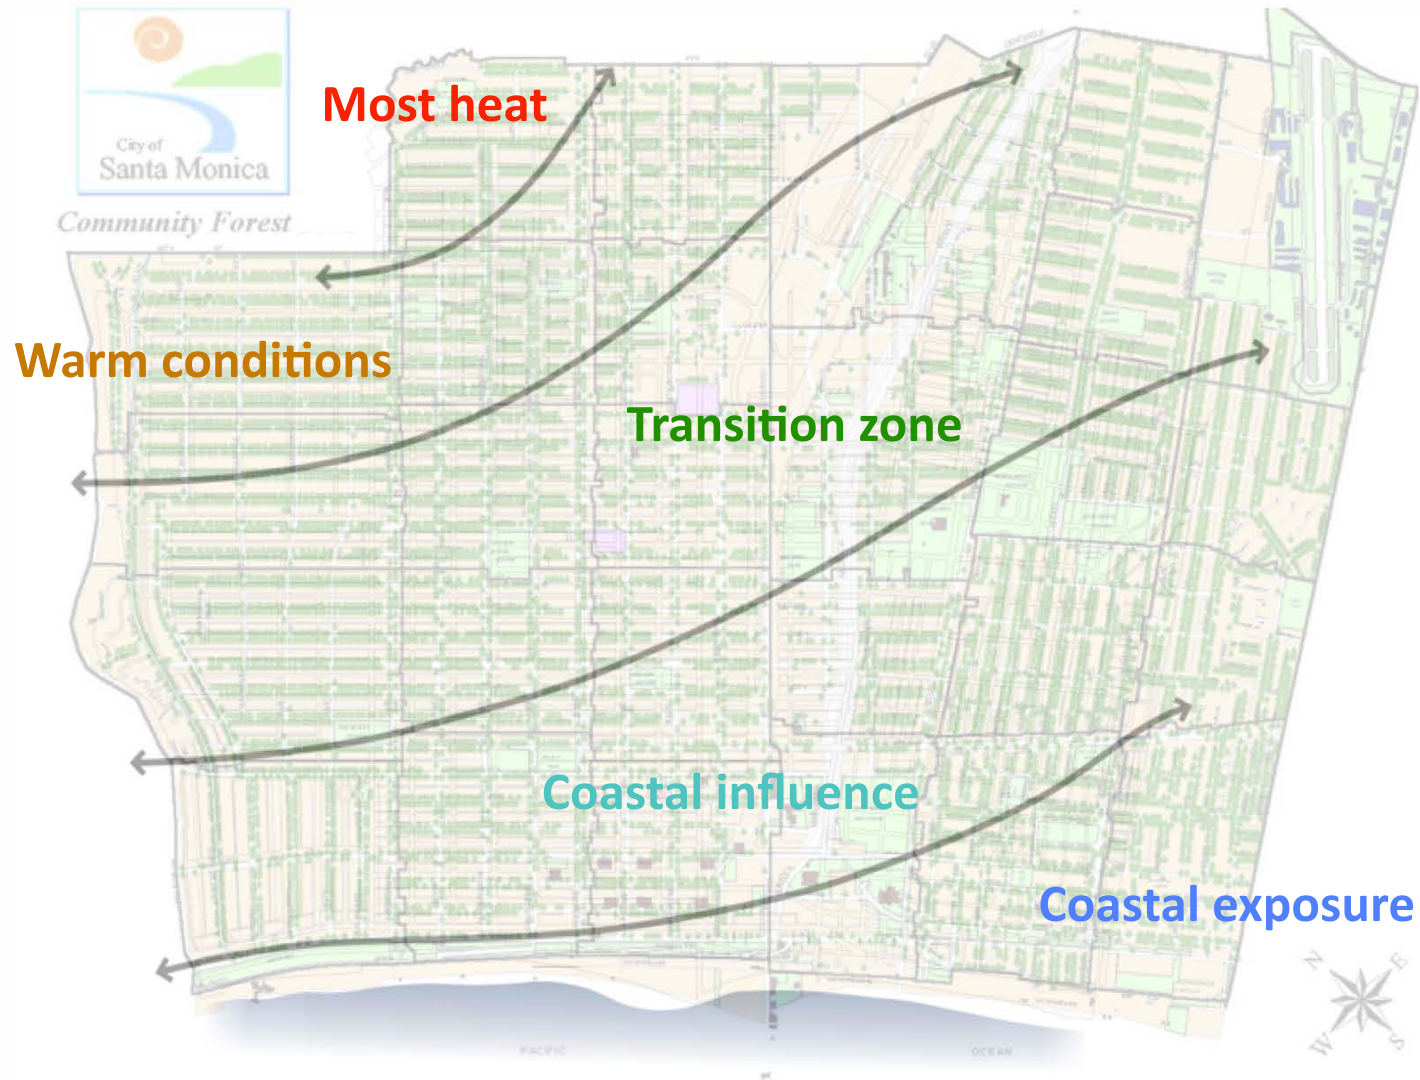 City of
Santa Monica
Community Forest
Most heat
Warm conditions
Transition zone
Coastal influence
Coastal exposure
N
E
W
S
PACIFIC
OCEAN